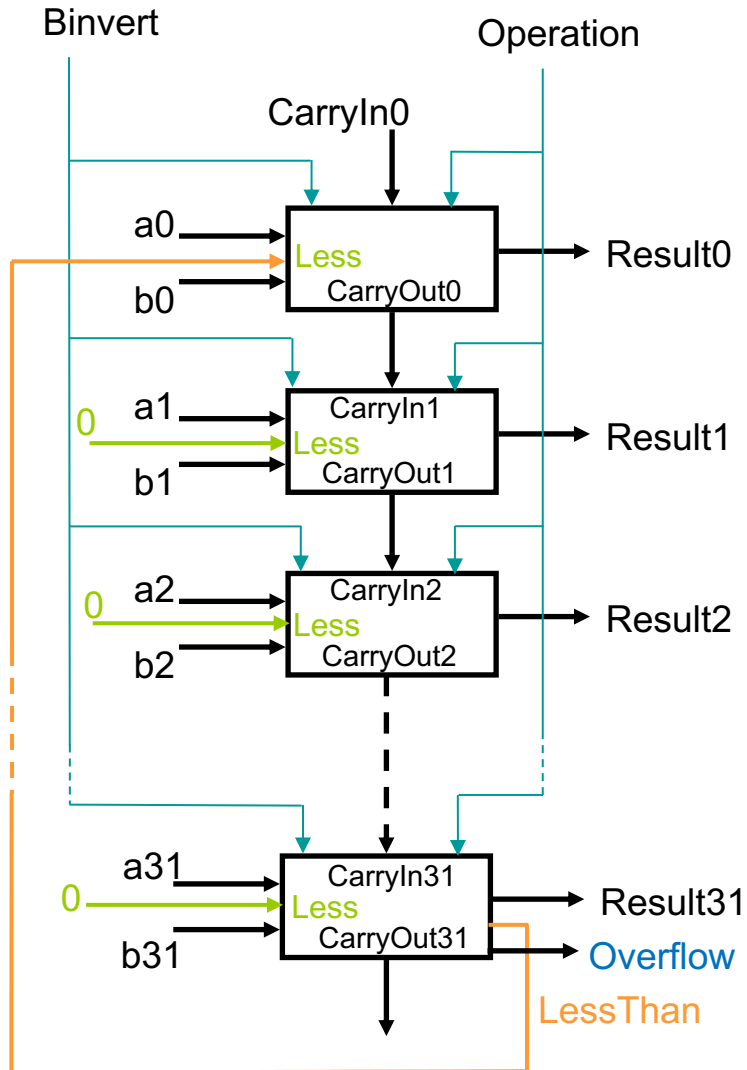 Binvert
Operation
CarryIn0
a0
Less
Result0
b0
CarryOut0
a1
CarryIn1
0
Less
Result1
b1
CarryOut1
a2
CarryIn2
0
Less
Result2
b2
CarryOut2
a31
CarryIn31
0
Less
Result31
b31
CarryOut31
Overflow
LessThan